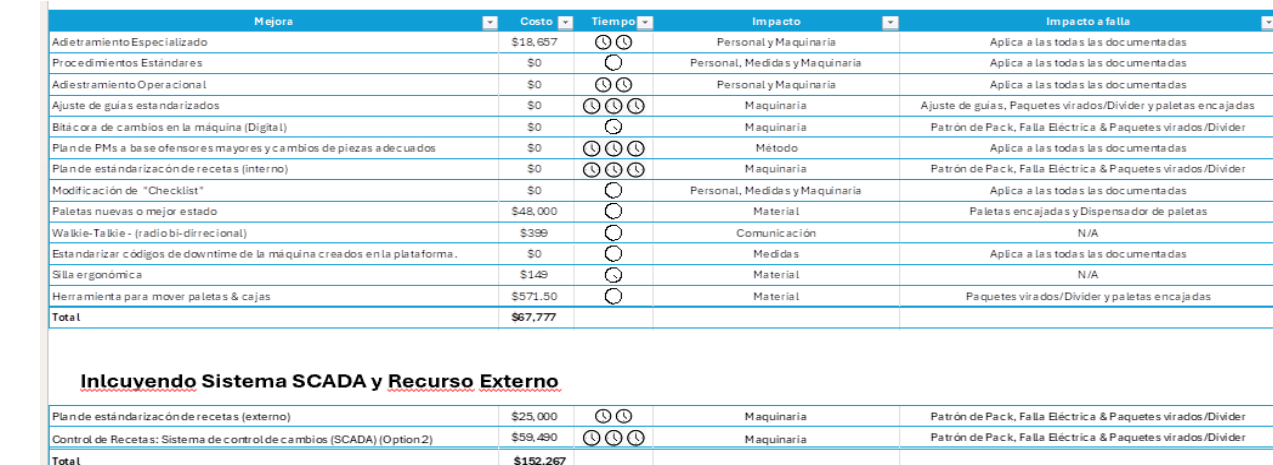 Mejora Costo Tiempo Impacto Impacto a falla
Adietramiento Especializado $18,657 Personal y Maquinaria Aplica a las todas las documentadas
Procedimientos Estándares $0 Personal, Medidas y Maquinaria Aplica a las todas las documentadas
Adiestramiento Operacional $0 Personal y Maquinaria Aplica a las todas las documentadas
Ajuste de guías estandarizados $0 Maquinaria Ajuste de guías, Paquetes virados/Divider y paletas encajadas
Bitácora de cambios en la máquina (Digital) $0 Maquinaria Patrón de Pack, Falla Eléctrica & Paquetes virados/Divider
Plan de PMs a base ofensores mayores y cambios de piezas adecuados $0 Método Aplica a las todas las documentadas
Plan de estándarización de recetas (interno) $0 Maquinaria Patrón de Pack, Falla Eléctrica & Paquetes virados/Divider
Modificación de "Checklist" $0 Personal, Medidas y Maquinaria Aplica a las todas las documentadas
Paletas nuevas o mejor estado $48,000 Material Paletas encajadas y Dispensador de paletas
Walkie-Talkie - (radio bi-dirrecional) $399 Comunicación N/A
Estandarizar códigos de downtime de la máquina creados en la plataforma. $0 Medidas Aplica a las todas las documentadas
Silla ergonómica $149 Material N/A
Herramienta para mover paletas & cajas $571.50 Material Paquetes virados/Divider y paletas encajadas
Total $67,777
Inlcuyendo Sistema SCADA y Recurso Externo
Plan de estándarización de recetas (externo) $25,000 Maquinaria Patrón de Pack, Falla Eléctrica & Paquetes virados/Divider
Control de Recetas: Sistema de control de cambios (SCADA) (Option 2) $59,490 Maquinaria Patrón de Pack, Falla Eléctrica & Paquetes virados/Divider
Total $152,267